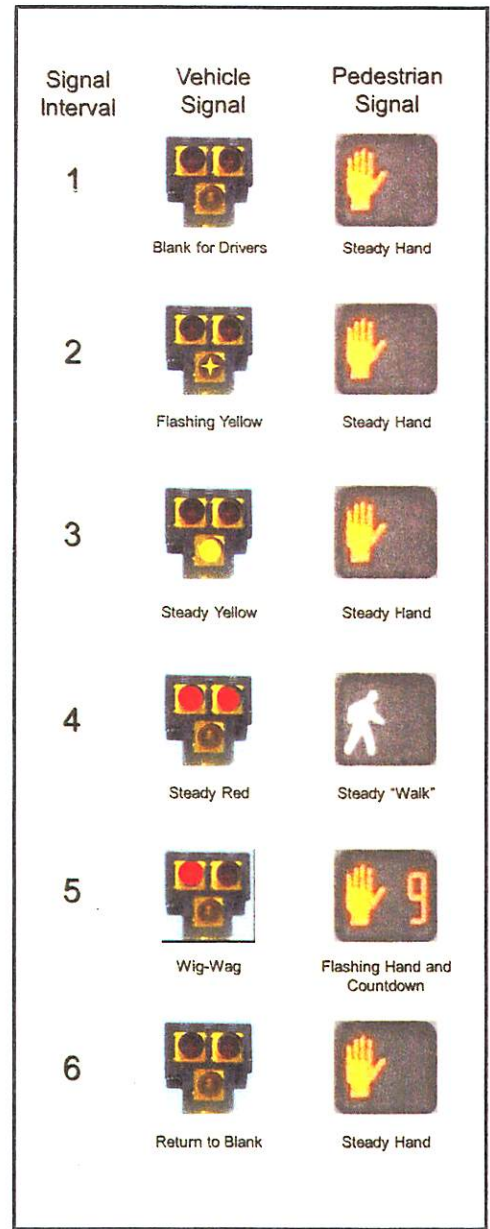 Signal Interval
Vehicle Signal
Pedestrian Signal
1
Blank for Drivers
Steady Hand
2
Flashing Yellow
Steady Hand
3
Steady Yellow
Steady Hand
4
Steady Red
Steady "Walk"
5
9
Wig-Wag
Flashing Hand and
Countdown
6
Return to Blank
Steady Hand